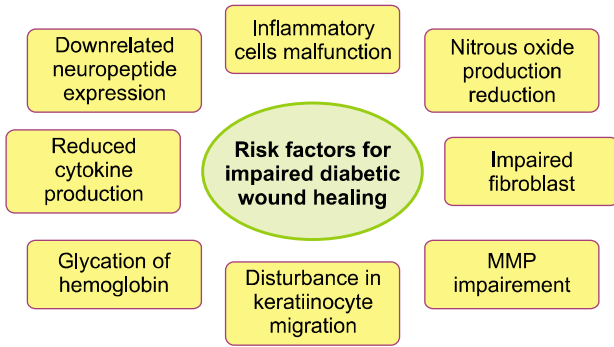 Inflammatory
cells malfunction
Downrelated
neuropeptide
expression
Nitrous oxide
production
reduction
Reduced
cytokine
production
Risk factors for
impaired diabetic
wound healing
Impaired
fibroblast
Glycation of
hemoglobin
Disturbance in
keratiinocyte
migration
MMP
impairement